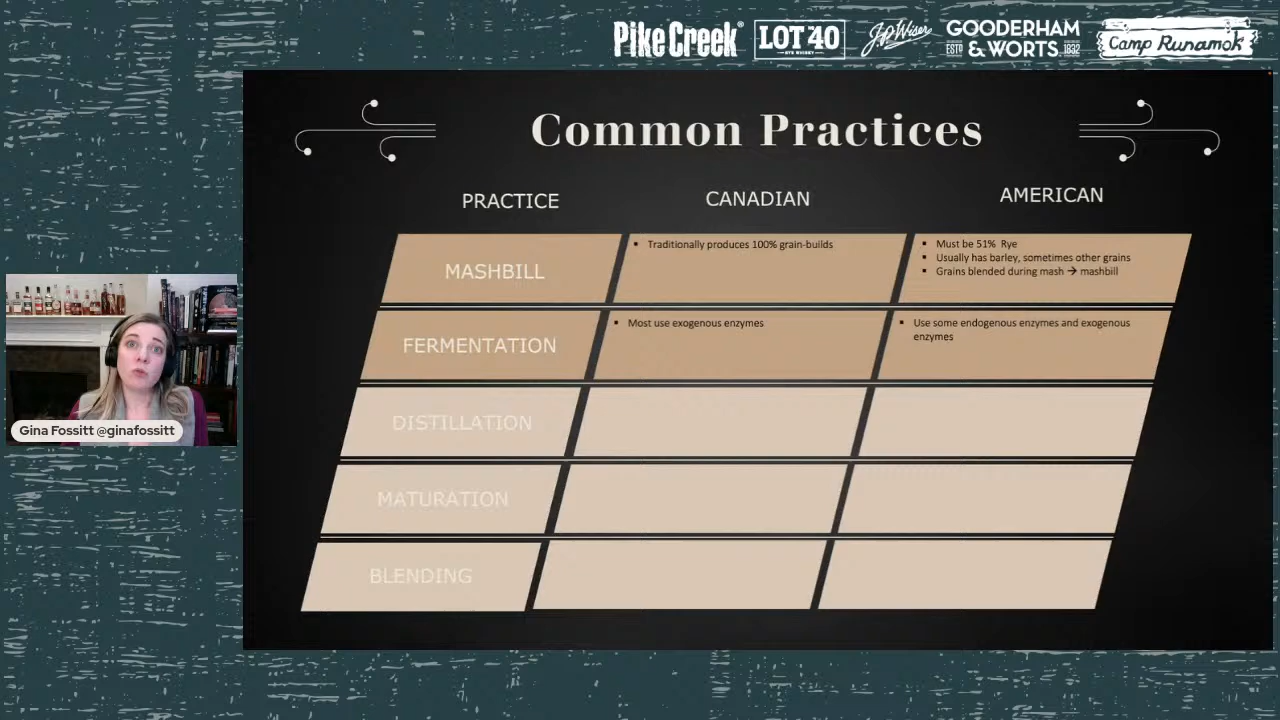 Pike Creek®
LOT 40
RYE WHISKY
J.P. Wiser's
GOODERHAM
ESTD & WORTS 1832
Camp Runamok
Common Practices
PRACTICE
CANADIAN
AMERICAN
MASHBILL
▪ Traditionally produces 100% grain-builds
▪ Must be 51% Rye
▪ Usually has barley, sometimes other grains
▪ Grains blended during mash → mashbill
FERMENTATION
▪ Most use exogenous enzymes
▪ Use some endogenous enzymes and exogenous
enzymes
DISTILLATION
MATURATION
BLENDING
Gina Fossitt @ginafossitt